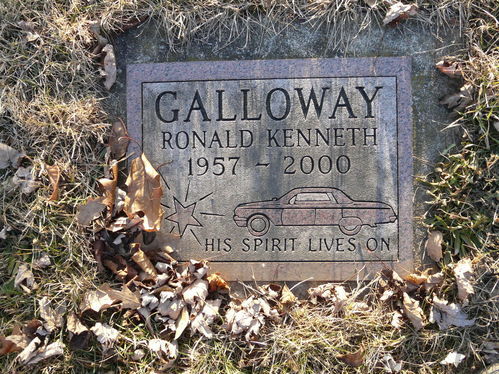 GALLOWAY
RONALD KENNETH
1957 - 2000
HIS SPIRIT LIVES ON